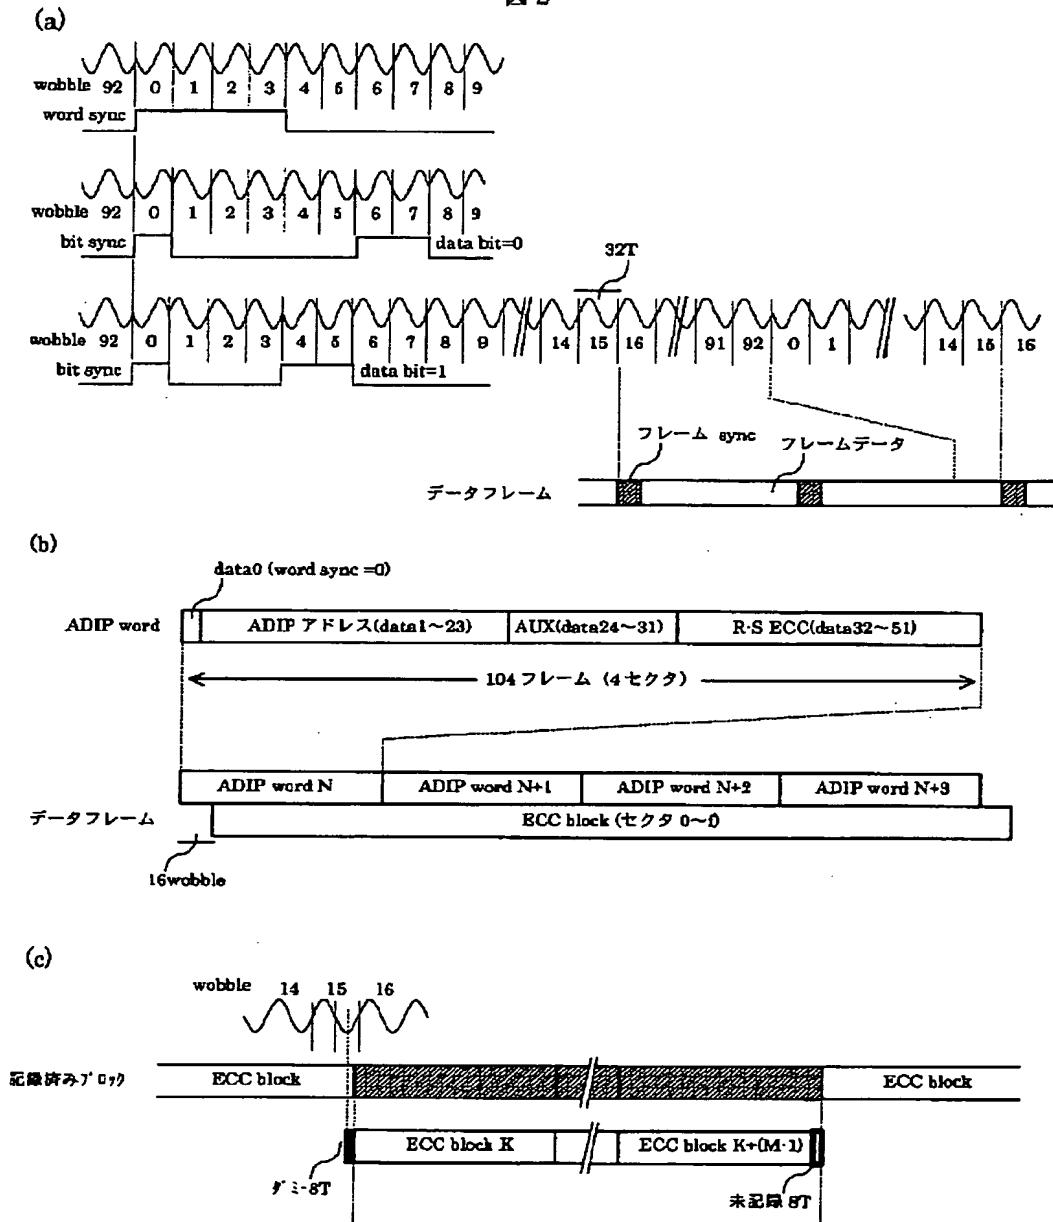 図 2
(a)
wobble 92 0 1 2 3 4 5 6 7 8 9
word sync
wobble 92 0 1 2 3 4 5 6 7 8 9
bit sync data bit=0
32T
wobble 92 0 1 2 3 4 5 6 7 8 9 14 15 16 91 92 0 1 14 15 16
bit sync data bit=1
フレーム sync フレームデータ
データフレーム
(b)
data0 (word sync =0)
ADIP word ADIP アドレス(data1～23) AUX(data24～31) R·S ECC(data32～51)
104 フレーム (4 セクタ)
ADIP word N ADIP word N+1 ADIP word N+2 ADIP word N+3
データフレーム ECC block (セクタ 0～f)
16wobble
(c)
wobble 14 15 16
記録済みブロック ECC block ECC block
ECC block K ECC block K+(M-1)
ダミｰ8T
未記録 8T